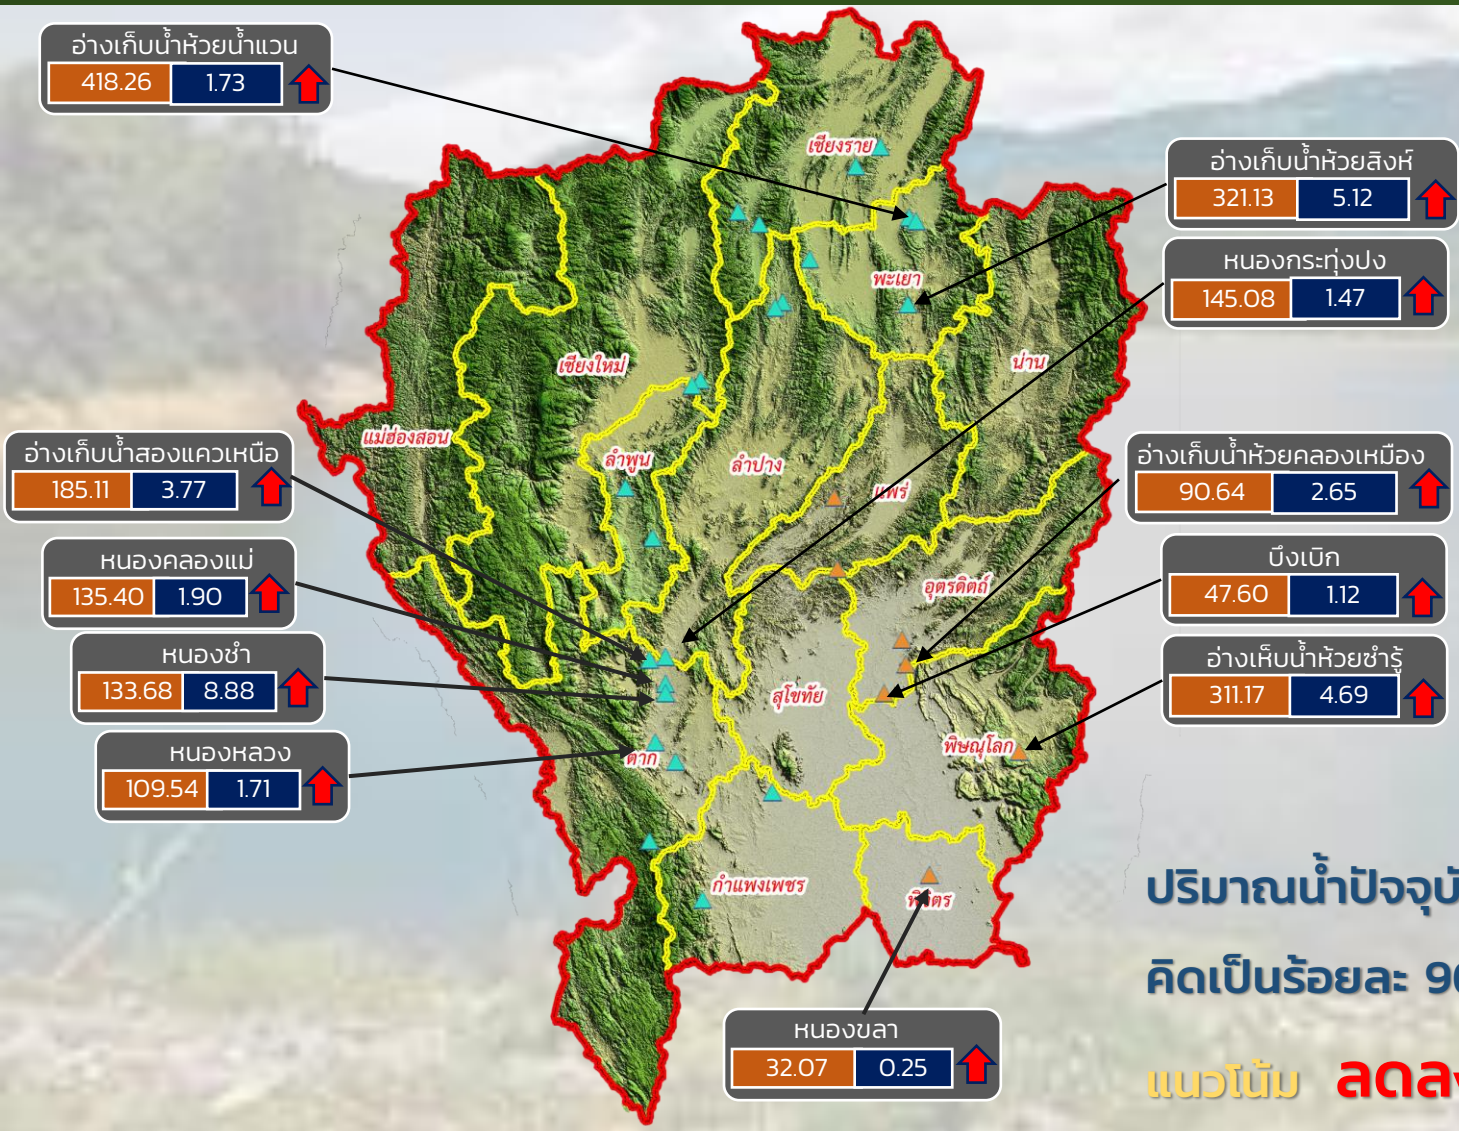 อ่างเก็บน้ำห้วยน้ำแวน
418.26 1.73
อ่างเก็บน้ำห้วยสิงห์
321.13 5.12
หนองกระทุ่งปง
145.08 1.47
อ่างเก็บน้ำสองแควเหนือ
185.11 3.77
อ่างเก็บน้ำห้วยคลองเหมือง
90.64 2.65
หนองคลองแม่
135.40 1.90
บึงเบิก
47.60 1.12
หนองชำ
133.68 8.88
อ่างเห็บน้ำห้วยซำรู้
311.17 4.69
หนองหลวง
109.54 1.71
หนองขลา
32.07 0.25
เชียงราย
พะเยา
น่าน
เชียงใหม่
แม่ฮ่องสอน
ลำพูน
ลำปาง
แพร่
อุตรดิตถ์
สุโขทัย
ตาก
พิษณุโลก
กำแพงเพชร
พิจิตร
ปริมาณน้ำปัจจุบั
คิดเป็นร้อยละ 90
แนวโน้ม ลดลง